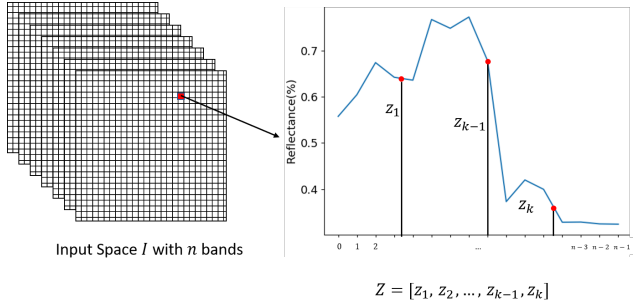 Input Space I with n bands
Reflectance(%)
0.7
0.6
0.5
0.4
z₁
zₖ₋₁
zₖ
0 1 2 ... n−3 n−2 n−1
Z = [z₁, z₂, ..., zₖ₋₁, zₖ]